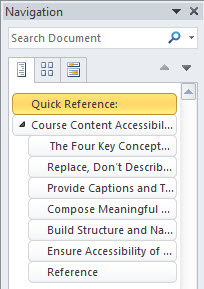 Navigation
Search Document
Quick Reference:
Course Content Accessibil...
The Four Key Concept...
Replace, Don't Describ...
Provide Captions and T...
Compose Meaningful ...
Build Structure and Na...
Ensure Accessibility of ...
Reference